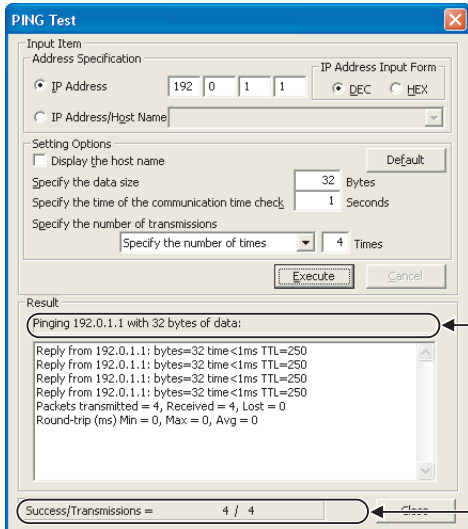 PING Test
Input Item
Address Specification
IP Address Input Form
IP Address 192 0 1 1
DEC HEX
IP Address/Host Name
Setting Options
Display the host name
Default
Specify the data size 32 Bytes
Specify the time of the communication time check 1 Seconds
Specify the number of transmissions
Specify the number of times 4 Times
Execute Cancel
Result
Pinging 192.0.1.1 with 32 bytes of data:
Reply from 192.0.1.1: bytes=32 time<1ms TTL=250
Reply from 192.0.1.1: bytes=32 time<1ms TTL=250
Reply from 192.0.1.1: bytes=32 time<1ms TTL=250
Reply from 192.0.1.1: bytes=32 time<1ms TTL=250
Packets transmitted = 4, Received = 4, Lost = 0
Round-trip (ms) Min = 0, Max = 0, Avg = 0
Success/Transmissions = 4 / 4
Close